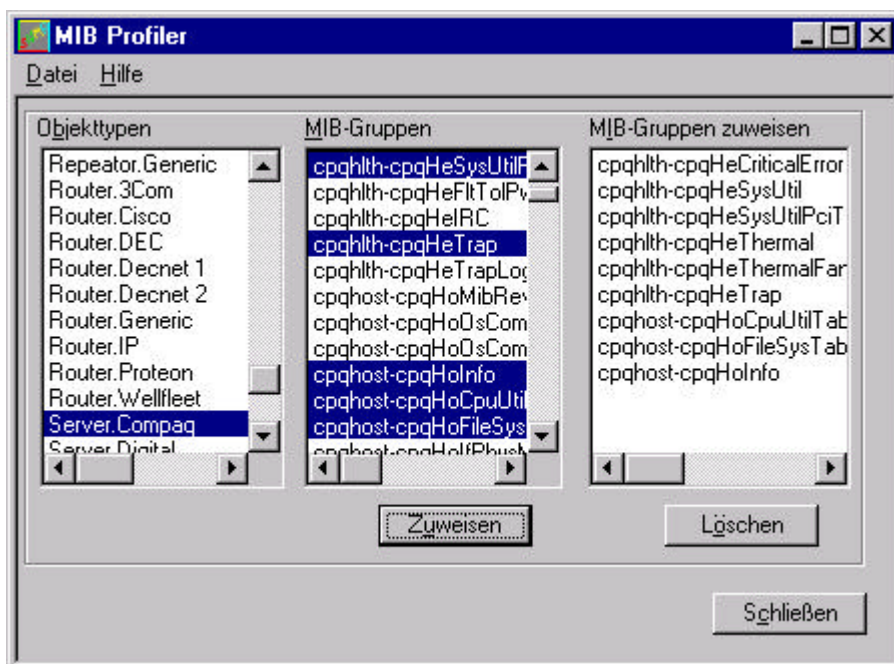 MIB Profiler
Datei Hilfe
Objekttypen
Repeator.Generic
Router.3Com
Router.Cisco
Router.DEC
Router.Decnet 1
Router.Decnet 2
Router.Generic
Router.IP
Router.Proteon
Router.Wellfleet
Server.Compaq
Server.Digital
MIB-Gruppen
cpqhlth-cpqHeSysUtilP
cpqhlth-cpqHeFltTolPw
cpqhlth-cpqHeIRC
cpqhlth-cpqHeTrap
cpqhlth-cpqHeTrapLog
cpqhost-cpqHoMibRev
cpqhost-cpqHoOsCom
cpqhost-cpqHoOsCom
cpqhost-cpqHoInfo
cpqhost-cpqHoCpuUtil
cpqhost-cpqHoFileSys
cpqhost-cpqHoIfPhysM
Zuweisen
MIB-Gruppen zuweisen
cpqhlth-cpqHeCriticalError
cpqhlth-cpqHeSysUtil
cpqhlth-cpqHeSysUtilPciT
cpqhlth-cpqHeThermal
cpqhlth-cpqHeThermalFan
cpqhlth-cpqHeTrap
cpqhost-cpqHoCpuUtilTab
cpqhost-cpqHoFileSysTab
cpqhost-cpqHoInfo
Löschen
Schließen